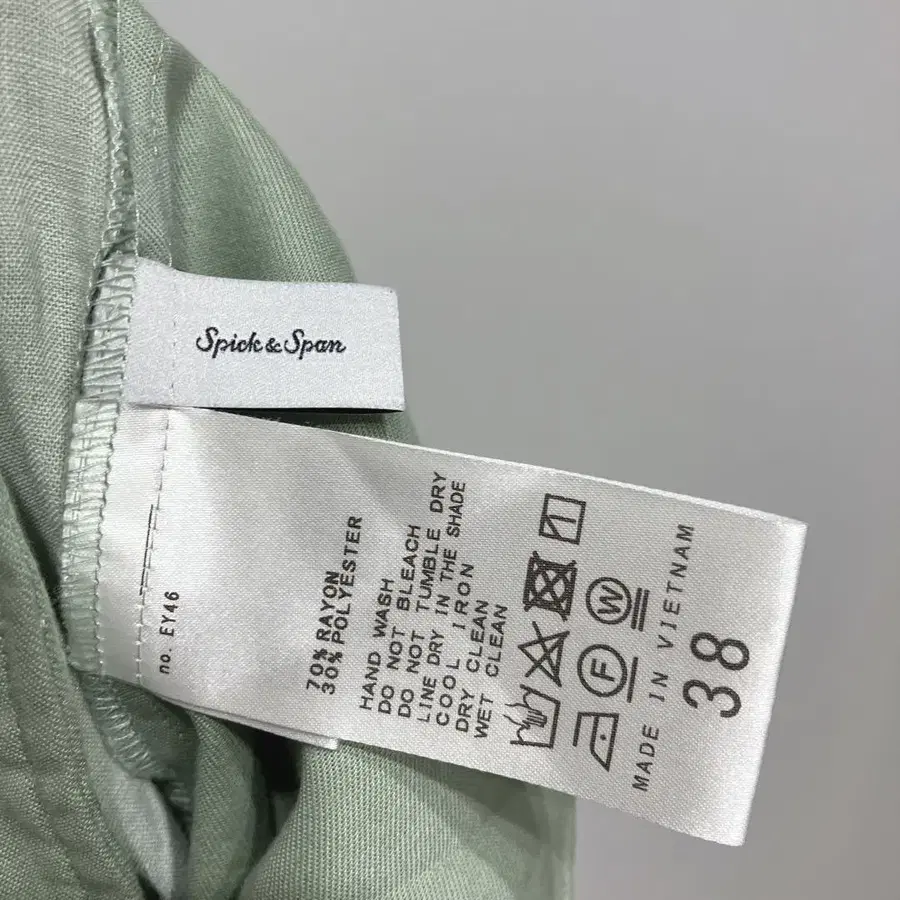 Spick & Span
no. EY46
70% RAYON
30% POLYESTER
HAND WASH
DO NOT BLEACH
DO NOT TUMBLE DRY
LINE DRY IN THE SHADE
COOL IRON
DRY CLEAN
WET CLEAN
F W
MADE IN VIETNAM
38